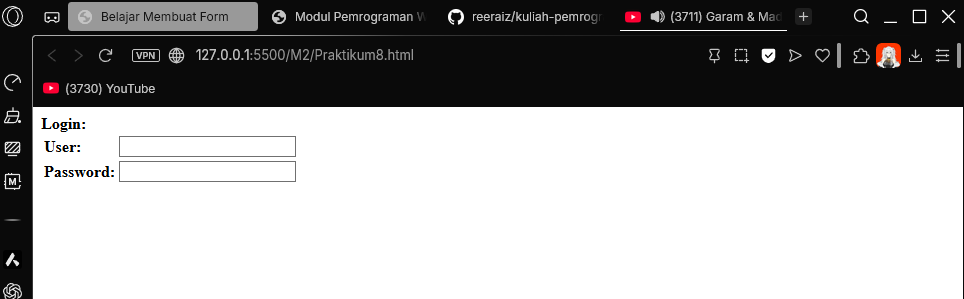 Belajar Membuat Form
Modul Pemrograman W
reeraiz/kuliah-pemrogr
(3711) Garam & Mad
VPN
127.0.0.1:5500/M2/Praktikum8.html
(3730) YouTube
M
Login:
User:
Password: